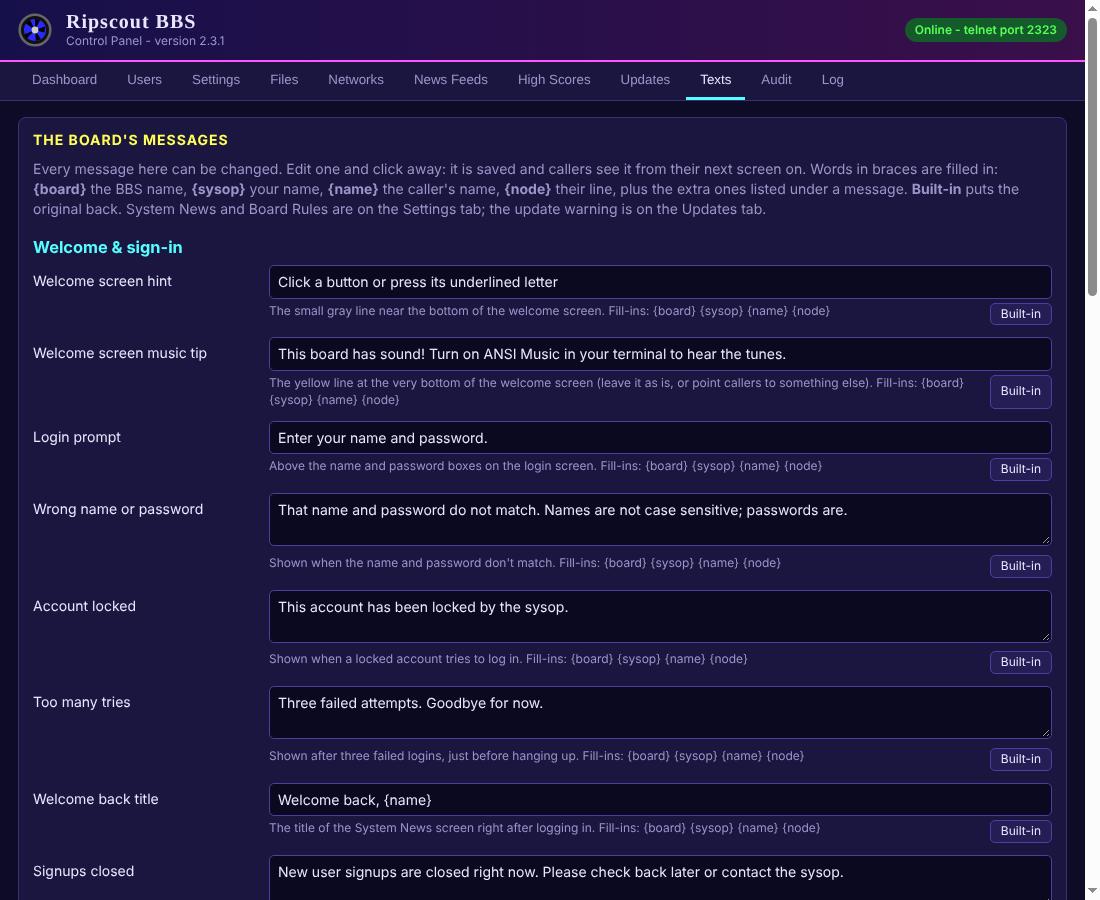 Ripscout BBS
Control Panel - version 2.3.1
Online - telnet port 2323
Dashboard Users Settings Files Networks News Feeds High Scores Updates Texts Audit Log
THE BOARD'S MESSAGES
Every message here can be changed. Edit one and click away: it is saved and callers see it from their next screen on. Words in braces are filled in:
{board} the BBS name, {sysop} your name, {name} the caller's name, {node} their line, plus the extra ones listed under a message. Built-in puts the
original back. System News and Board Rules are on the Settings tab; the update warning is on the Updates tab.
Welcome & sign-in
Welcome screen hint
Click a button or press its underlined letter
The small gray line near the bottom of the welcome screen. Fill-ins: {board} {sysop} {name} {node}
Built-in
Welcome screen music tip
This board has sound! Turn on ANSI Music in your terminal to hear the tunes.
The yellow line at the very bottom of the welcome screen (leave it as is, or point callers to something else). Fill-ins: {board}
{sysop} {name} {node}
Built-in
Login prompt
Enter your name and password.
Above the name and password boxes on the login screen. Fill-ins: {board} {sysop} {name} {node}
Built-in
Wrong name or password
That name and password do not match. Names are not case sensitive; passwords are.
Shown when the name and password don't match. Fill-ins: {board} {sysop} {name} {node}
Built-in
Account locked
This account has been locked by the sysop.
Shown when a locked account tries to log in. Fill-ins: {board} {sysop} {name} {node}
Built-in
Too many tries
Three failed attempts. Goodbye for now.
Shown after three failed logins, just before hanging up. Fill-ins: {board} {sysop} {name} {node}
Built-in
Welcome back title
Welcome back, {name}
The title of the System News screen right after logging in. Fill-ins: {board} {sysop} {name} {node}
Built-in
Signups closed
New user signups are closed right now. Please check back later or contact the sysop.